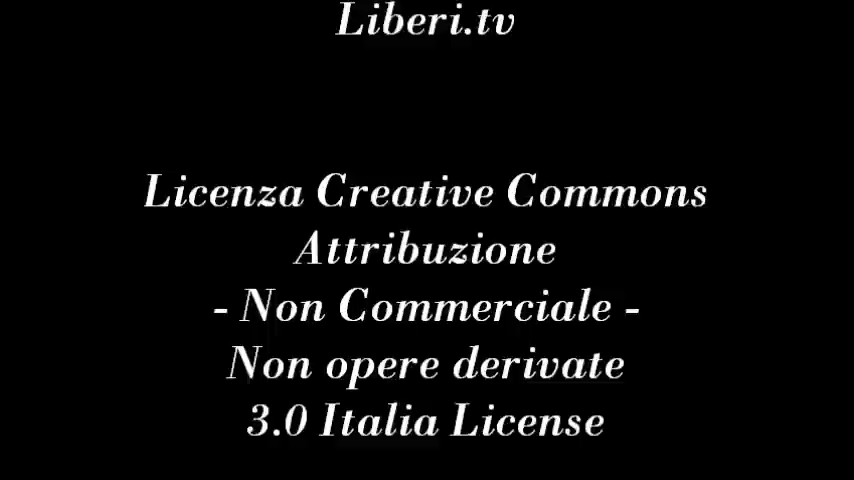 Liberi.tv
Licenza Creative Commons
Attribuzione
- Non Commerciale -
Non opere derivate
3.0 Italia License